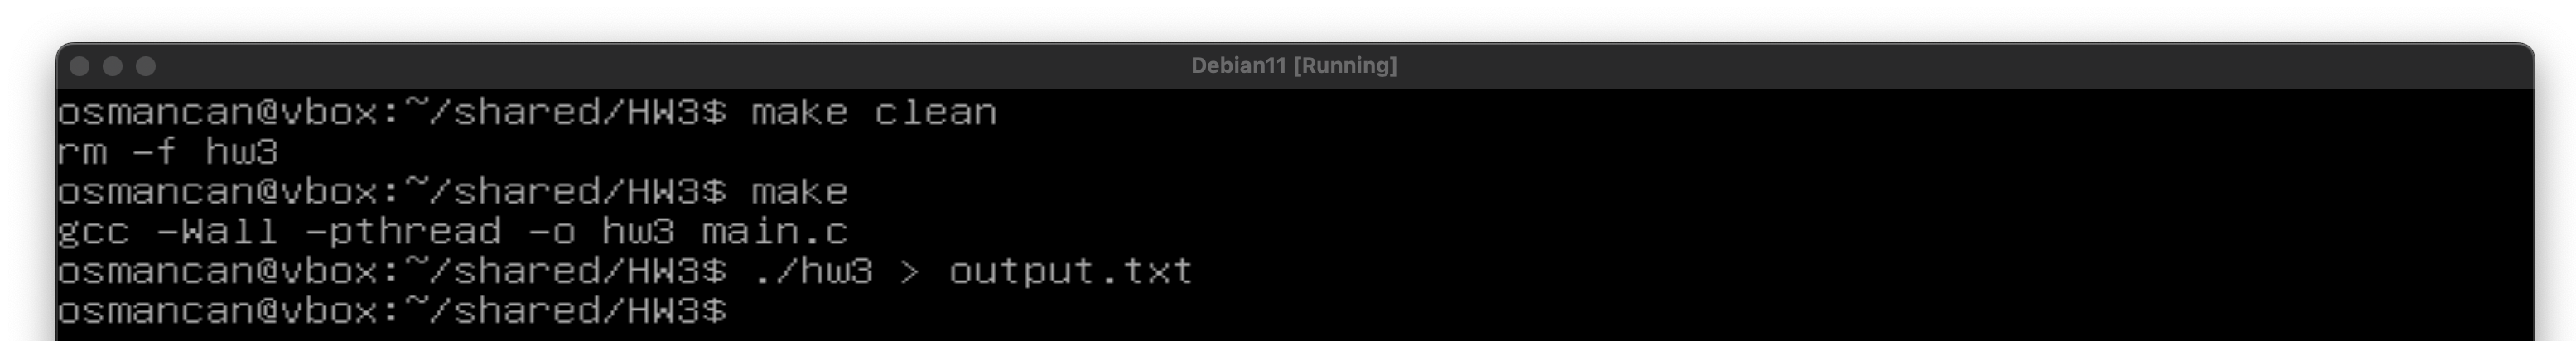 Debian11 [Running]
osmancan@vbox:~/shared/HW3$ make clean
rm -f hw3
osmancan@vbox:~/shared/HW3$ make
gcc -Wall -pthread -o hw3 main.c
osmancan@vbox:~/shared/HW3$ ./hw3 > output.txt
osmancan@vbox:~/shared/HW3$